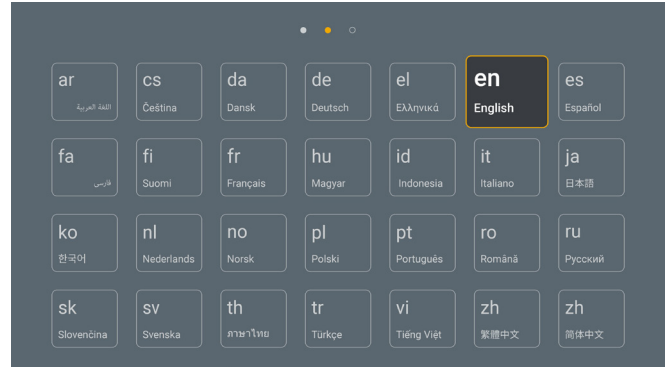 ar
اللغة العربية
cs
Čeština
da
Dansk
de
Deutsch
el
Ελληνικά
en
English
es
Español
fa
فارسی
fi
Suomi
fr
Français
hu
Magyar
id
Indonesia
it
Italiano
ja
日本語
ko
한국어
nl
Nederlands
no
Norsk
pl
Polski
pt
Português
ro
Română
ru
Русский
sk
Slovenčina
sv
Svenska
th
ภาษาไทย
tr
Türkçe
vi
Tiếng Việt
zh
繁體中文
zh
简体中文